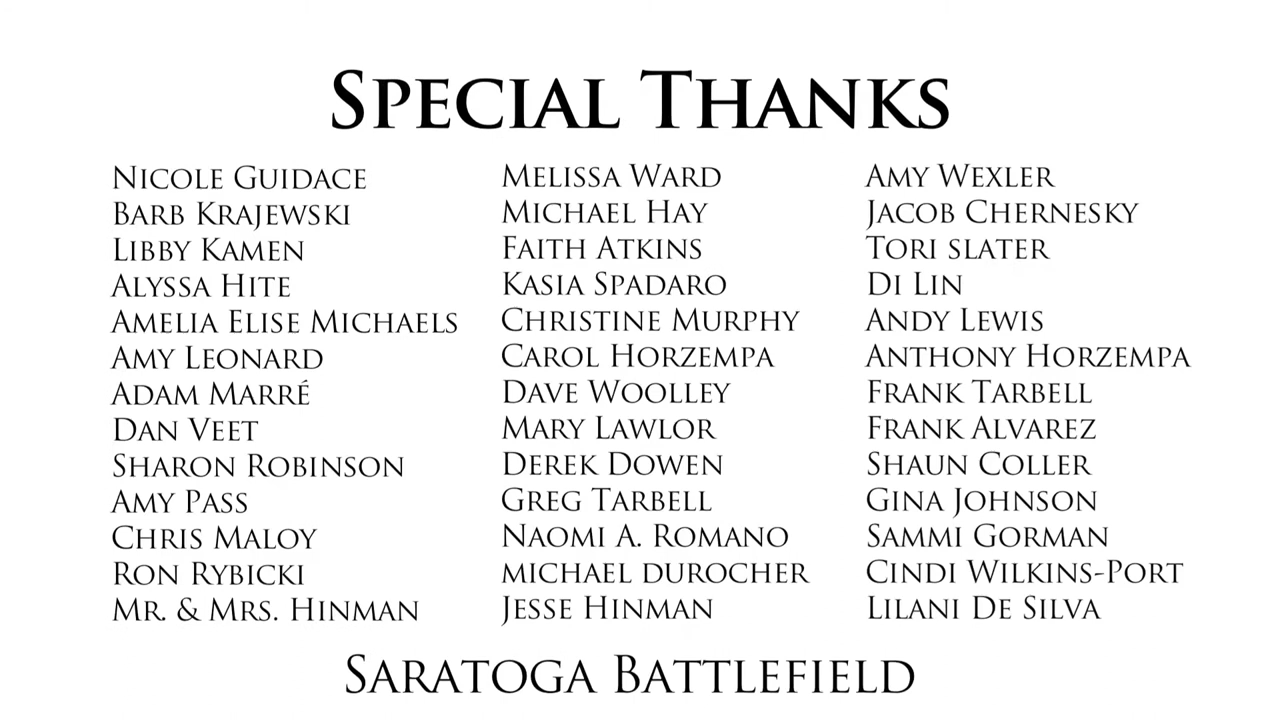 Special Thanks
Nicole Guidace
Barb Krajewski
Libby Kamen
Alyssa Hite
Amelia Elise Michaels
Amy Leonard
Adam Marré
Dan Veet
Sharon Robinson
Amy Pass
Chris Maloy
Ron Rybicki
Mr. & Mrs. Hinman
Melissa Ward
Michael Hay
Faith Atkins
Kasia Spadaro
Christine Murphy
Carol Horzempa
Dave Woolley
Mary Lawlor
Derek Dowen
Greg Tarbell
Naomi A. Romano
michael durocher
Jesse Hinman
Amy Wexler
Jacob Chernesky
Tori slater
Di Lin
Andy Lewis
Anthony Horzempa
Frank Tarbell
Frank Alvarez
Shaun Coller
Gina Johnson
Sammi Gorman
Cindi Wilkins-Port
Lilani De Silva
Saratoga Battlefield